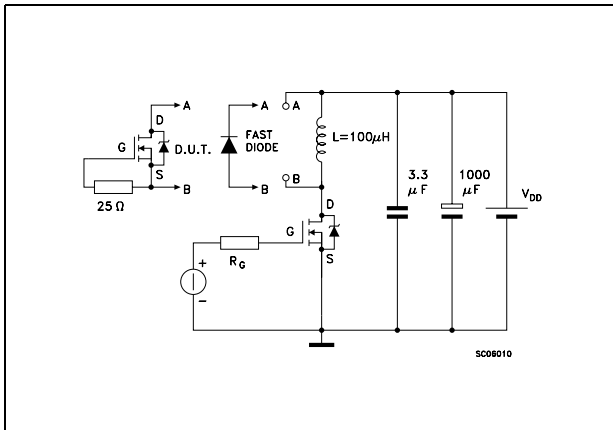 A
A
A
D
G
D.U.T.
FAST
DIODE
L=100μH
S
B
B
B
25 Ω
3.3
μF
1000
μF
V_DD
D
G
S
R_G
+
-
SC06010